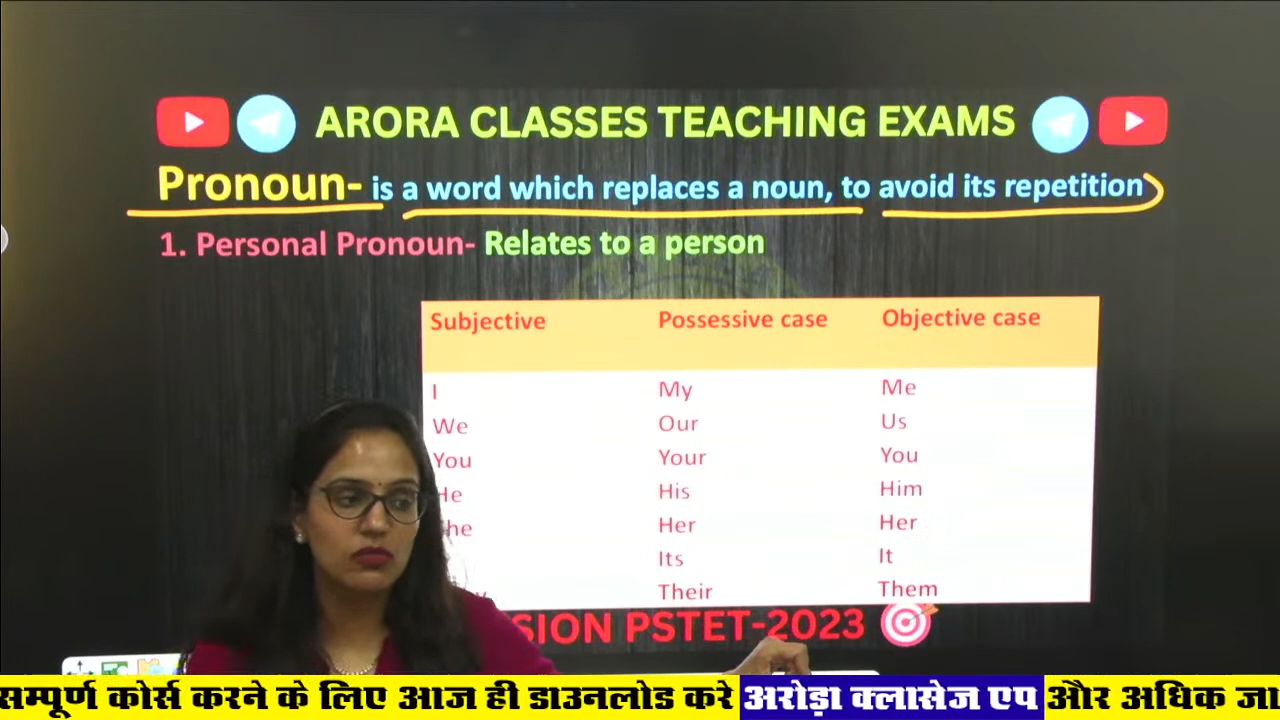 ARORA CLASSES TEACHING EXAMS
Pronoun- is a word which replaces a noun, to avoid its repetition
1. Personal Pronoun- Relates to a person
Subjective Possessive case Objective case
I My Me
We Our Us
You Your You
He His Him
Her Her
Its It
Their Them
PSTET-2023
सम्पूर्ण कोर्स करने के लिए आज ही डाउनलोड करे अरोड़ा क्लासेज एप और अधिक